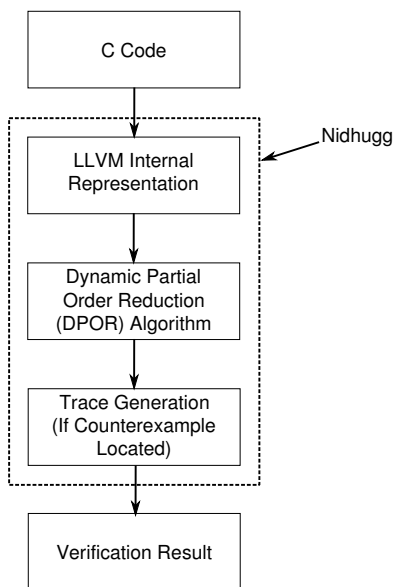 C Code
Nidhugg
LLVM Internal
Representation
Dynamic Partial
Order Reduction
(DPOR) Algorithm
Trace Generation
(If Counterexample
Located)
Verification Result